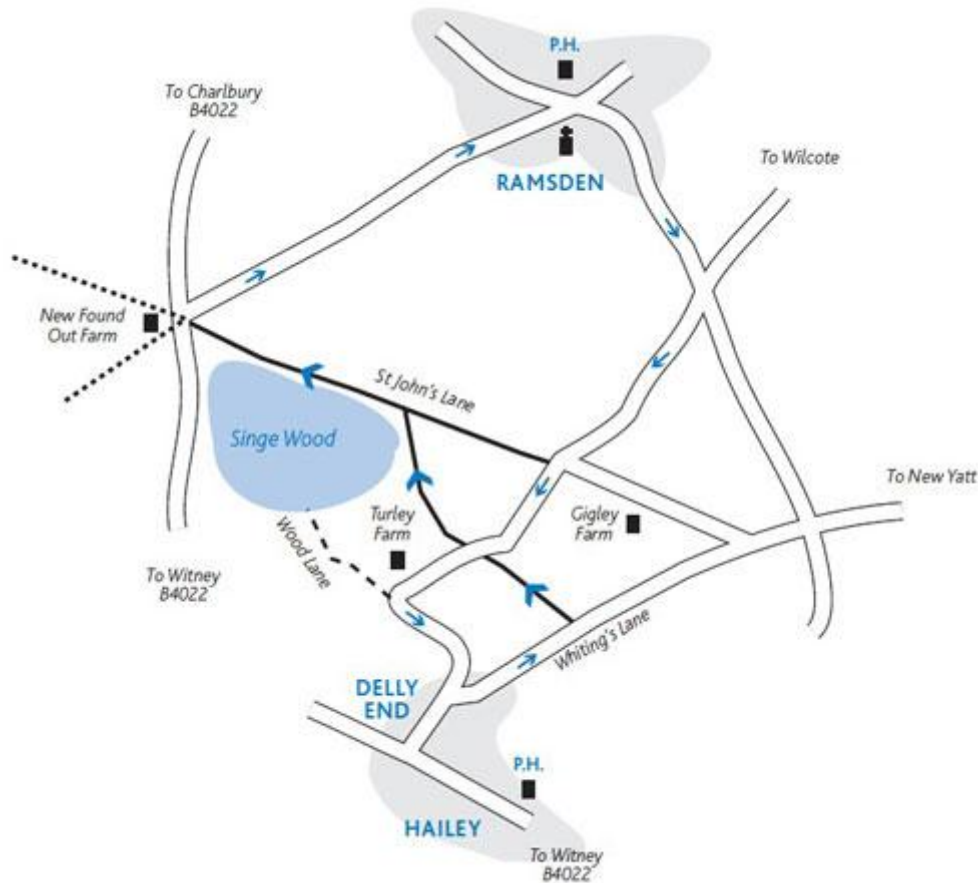 P.H.
To Charlbury
B4022
To Wilcote
RAMSDEN
New Found
Out Farm
St John's Lane
Singe Wood
To New Yatt
Turley
Farm
Gigley
Farm
Wood Lane
To Witney
B4022
Whiting's Lane
DELLY
END
P.H.
HAILEY
To Witney
B4022